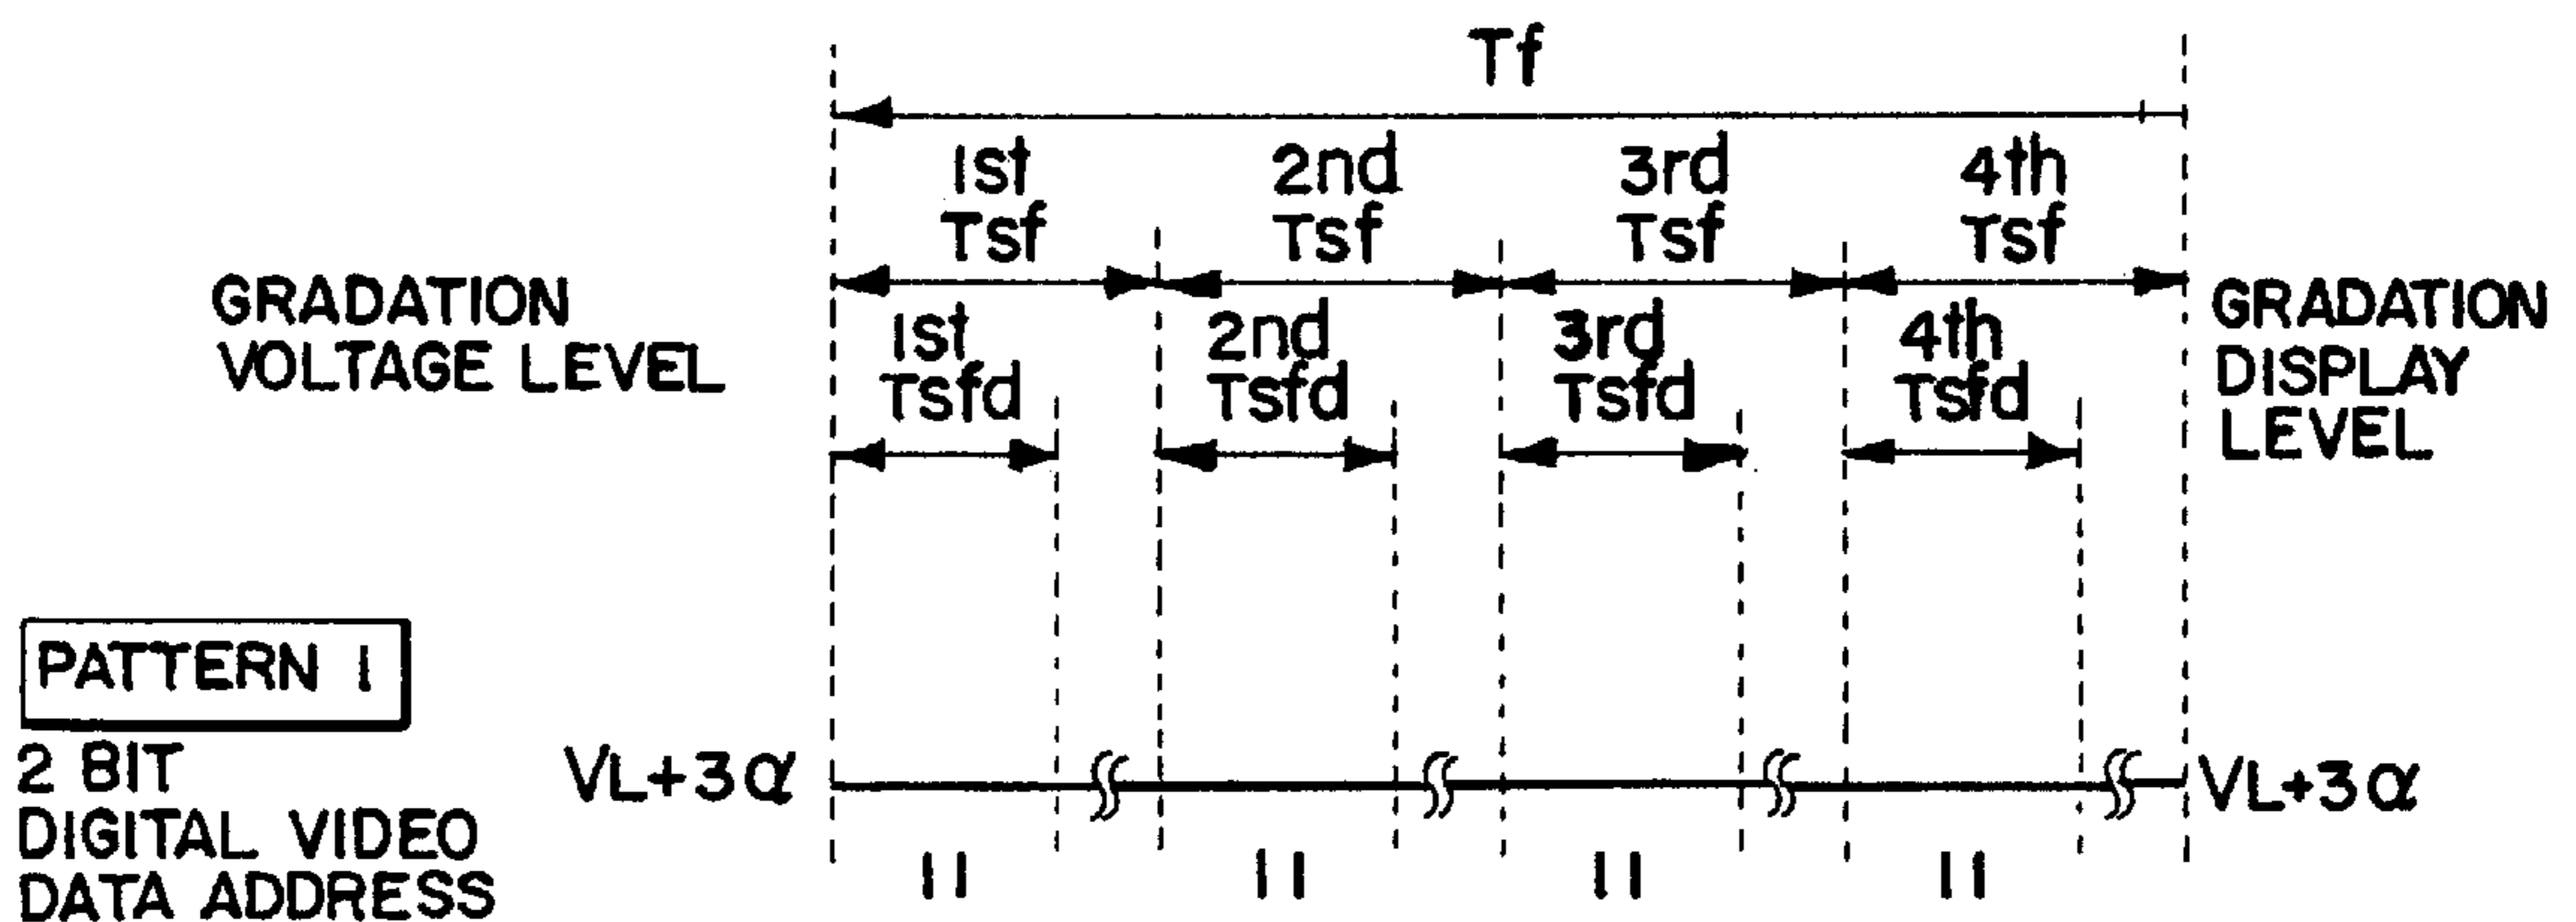 Tf
1st 2nd 3rd 4th
Tsf Tsf Tsf Tsf
GRADATION
VOLTAGE LEVEL
1st 2nd 3rd 4th
Tsfd Tsfd Tsfd Tsfd
GRADATION
DISPLAY
LEVEL
PATTERN 1
2 BIT
DIGITAL VIDEO
DATA ADDRESS
VL+3α VL+3α
11 11 11 11